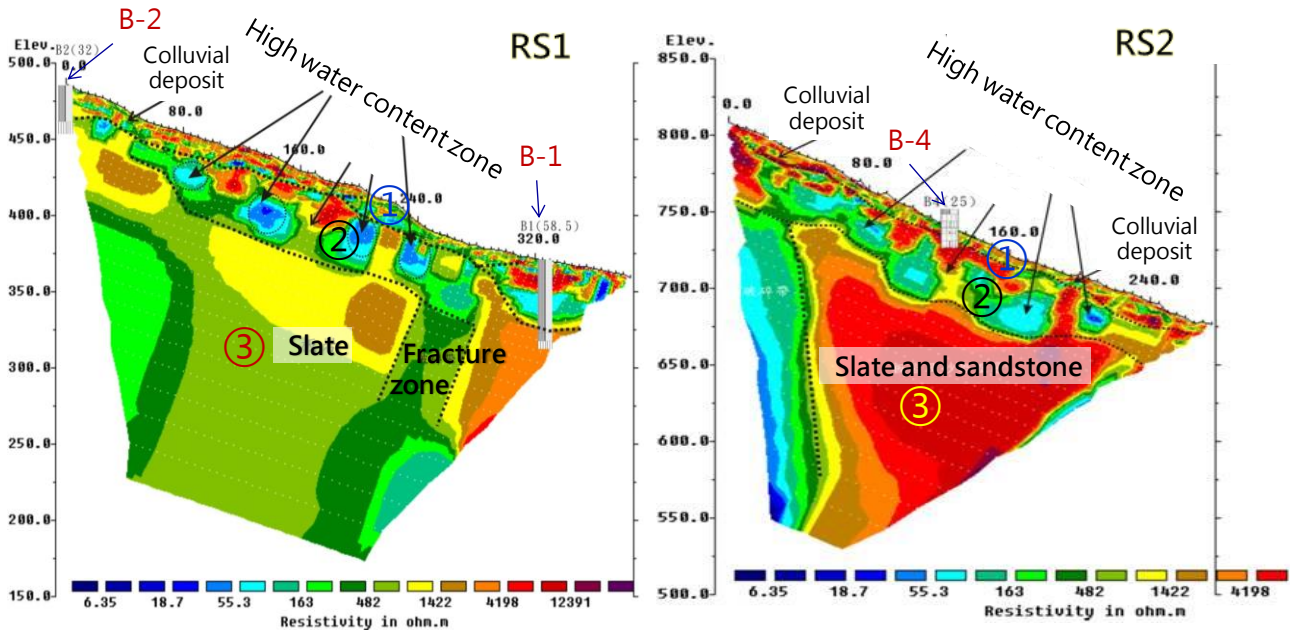 B-2
RS1
Elev.
B2(32)
0.0
500.0
Colluvial
deposit
High water content zone
80.0
450.0
160.0
B-1
400.0
①
240.0
②
B1(58.5)
320.0
350.0
300.0
③
Slate
Fracture
zone
250.0
200.0
150.0
6.35
18.7
55.3
163
482
1422
4198
12391
Resistivity in ohm.m
RS2
Elev.
850.0
High water content zone
0.0
Colluvial
deposit
800.0
B-4
80.0
750.0
25)
160.0
①
Colluvial
deposit
②
240.0
700.0
碎帶
650.0
Slate and sandstone
③
600.0
550.0
500.0
6.35
18.7
55.3
163
482
1422
4198
Resistivity in ohm.m